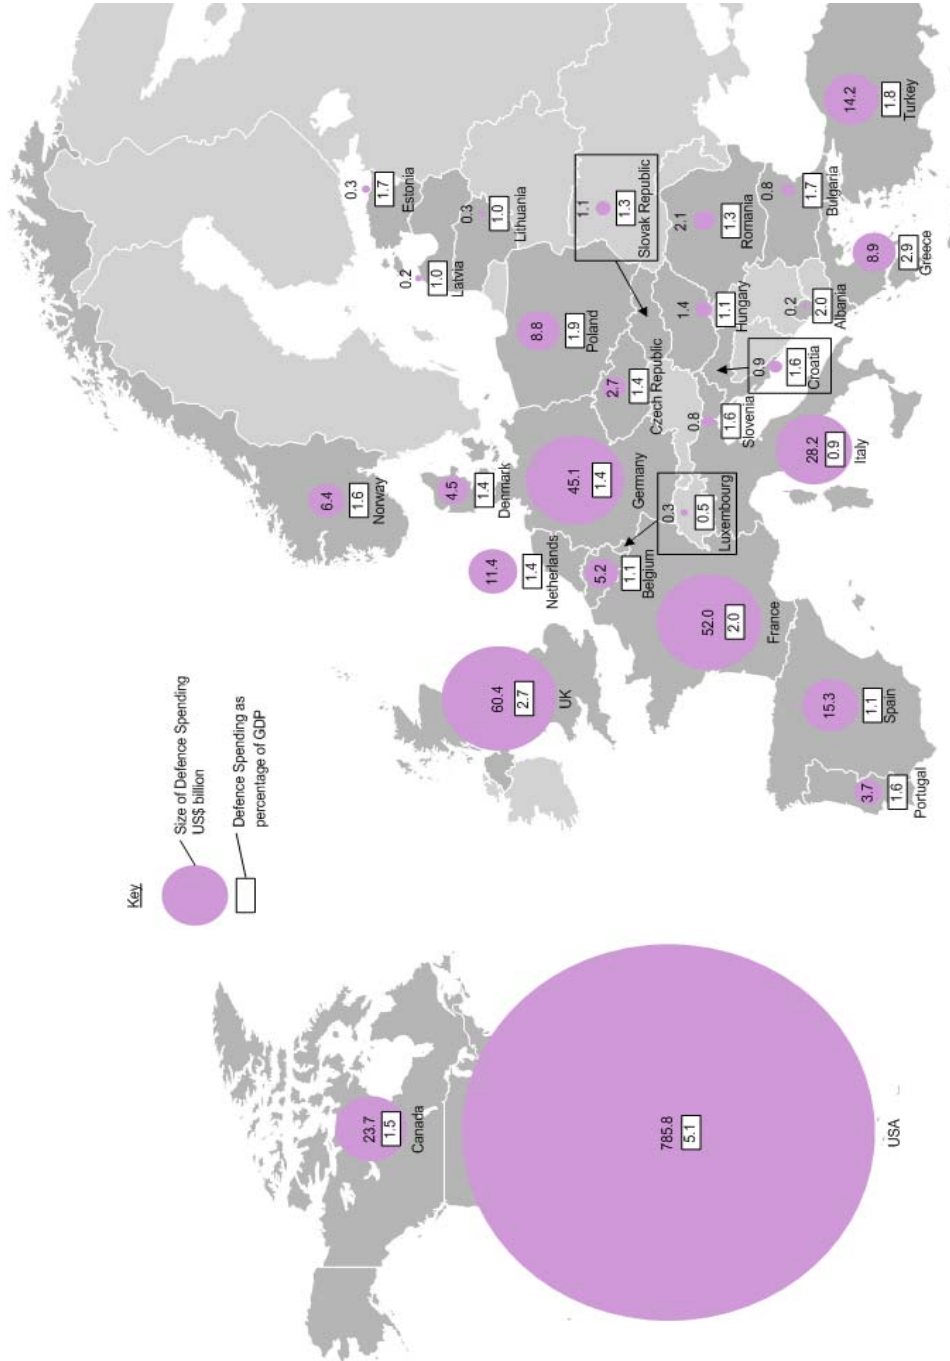 Key
Size of Defence Spending
US$ billion
Defence Spending as
percentage of GDP
23.7
1.5
Canada
785.8
5.1
USA
6.4
1.6
Norway
0.3
1.7
Estonia
0.2
1.0
Latvia
0.3
1.0
Lithuania
4.5
1.4
Denmark
11.4
1.4
Netherlands
60.4
2.7
UK
8.8
1.9
Poland
45.1
1.4
Germany
5.2
1.1
Belgium
2.7
1.4
Czech Republic
1.1
1.3
Slovak Republic
0.3
0.5
Luxembourg
52.0
2.0
France
0.8
1.6
Slovenia
1.4
1.1
Hungary
2.1
1.3
Romania
0.9
1.6
Croatia
0.8
1.7
Bulgaria
0.2
2.0
Albania
28.2
0.9
Italy
15.3
1.1
Spain
3.7
1.6
Portugal
8.9
2.9
Greece
14.2
1.8
Turkey